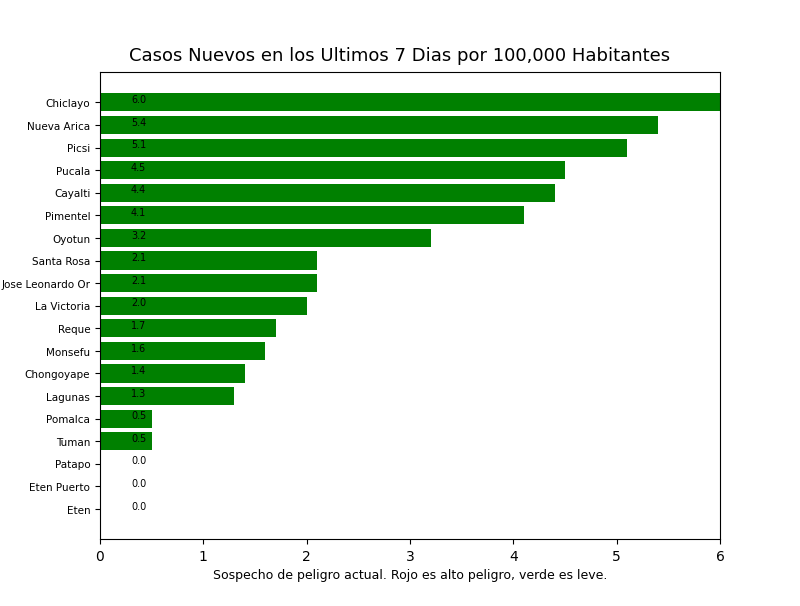 Casos Nuevos en los Ultimos 7 Dias por 100,000 Habitantes
Chiclayo 6.0
Nueva Arica 5.4
Picsi 5.1
Pucala 4.5
Cayalti 4.4
Pimentel 4.1
Oyotun 3.2
Santa Rosa 2.1
Jose Leonardo Or 2.1
La Victoria 2.0
Reque 1.7
Monsefu 1.6
Chongoyape 1.4
Lagunas 1.3
Pomalca 0.5
Tuman 0.5
Patapo 0.0
Eten Puerto 0.0
Eten 0.0
0 1 2 3 4 5 6
Sospecho de peligro actual. Rojo es alto peligro, verde es leve.